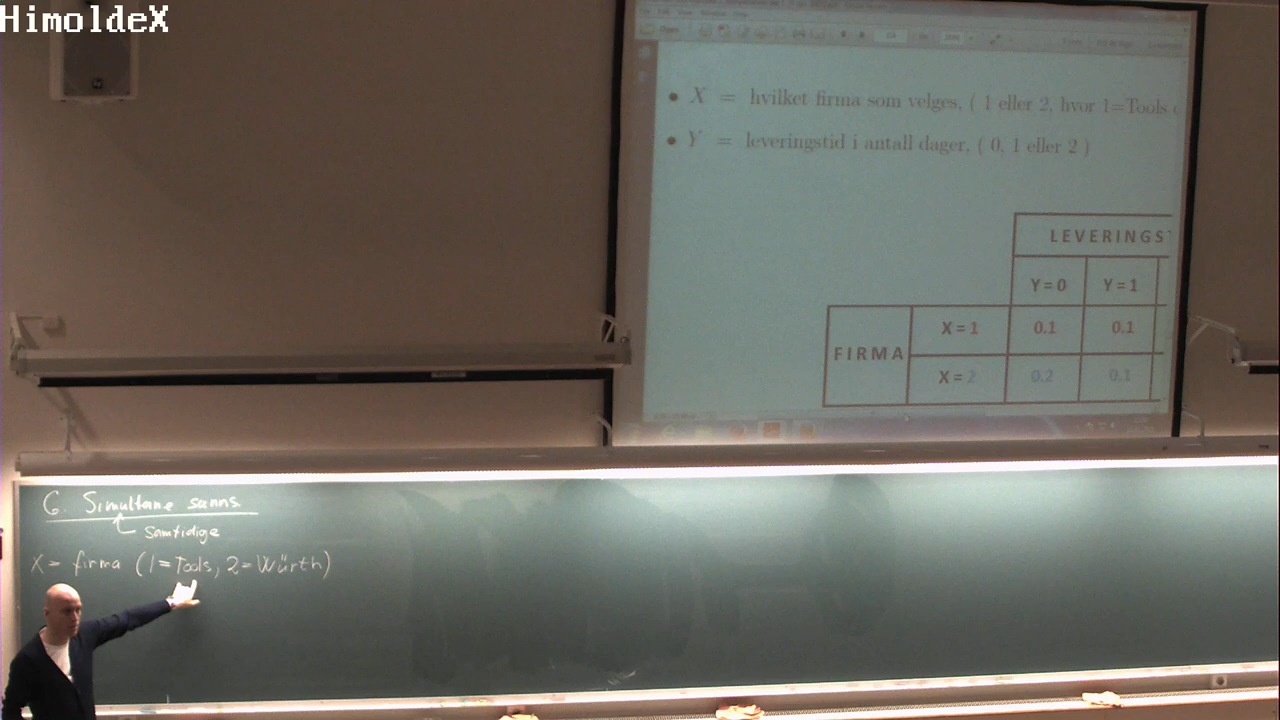 HimoldeX
• X = hvilket firma som velges, ( 1 eller 2, hvor 1=Tools
• Y = leveringstid i antall dager, ( 0, 1 eller 2 )
LEVERINGS
Y=0 Y=1
FIRMA X=1 0.1 0.1
X=2 0.2 0.1
6. Simultane sanns
samtidige
X= firma (1=Tools, 2=Würth)